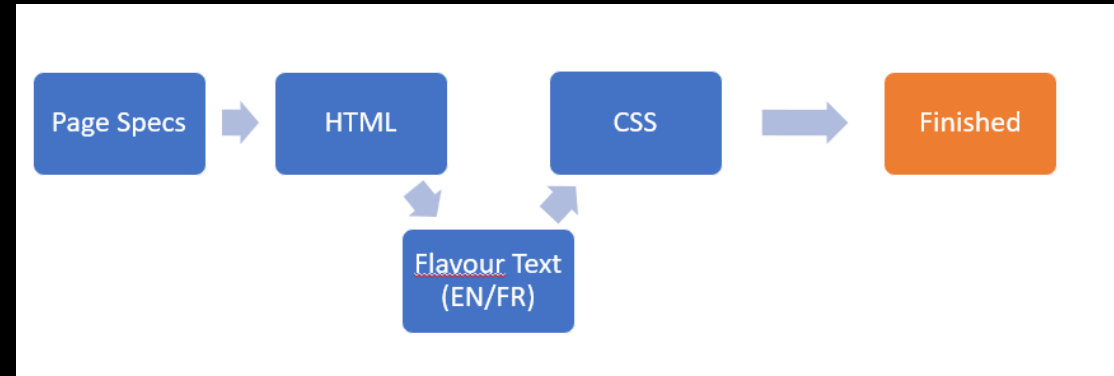 Page Specs
HTML
Flavour Text
(EN/FR)
CSS
Finished